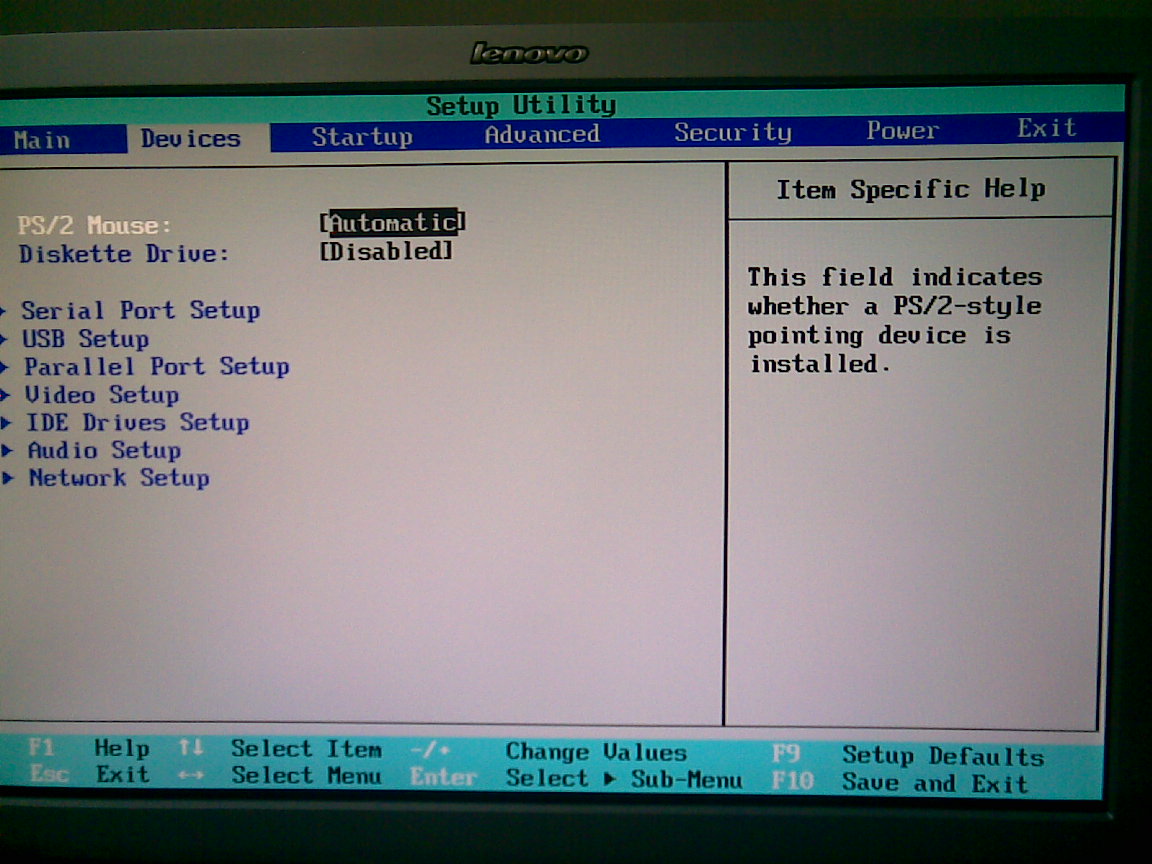 lenovo
Setup Utility
Main Devices Startup Advanced Security Power Exit
PS/2 Mouse: [Automatic]
Diskette Drive: [Disabled]
▶ Serial Port Setup
▶ USB Setup
▶ Parallel Port Setup
▶ Video Setup
▶ IDE Drives Setup
▶ Audio Setup
▶ Network Setup
Item Specific Help
This field indicates
whether a PS/2-style
pointing device is
installed.
F1 Help ↑↓ Select Item -/+ Change Values F9 Setup Defaults
Esc Exit ↔ Select Menu Enter Select ▶ Sub-Menu F10 Save and Exit